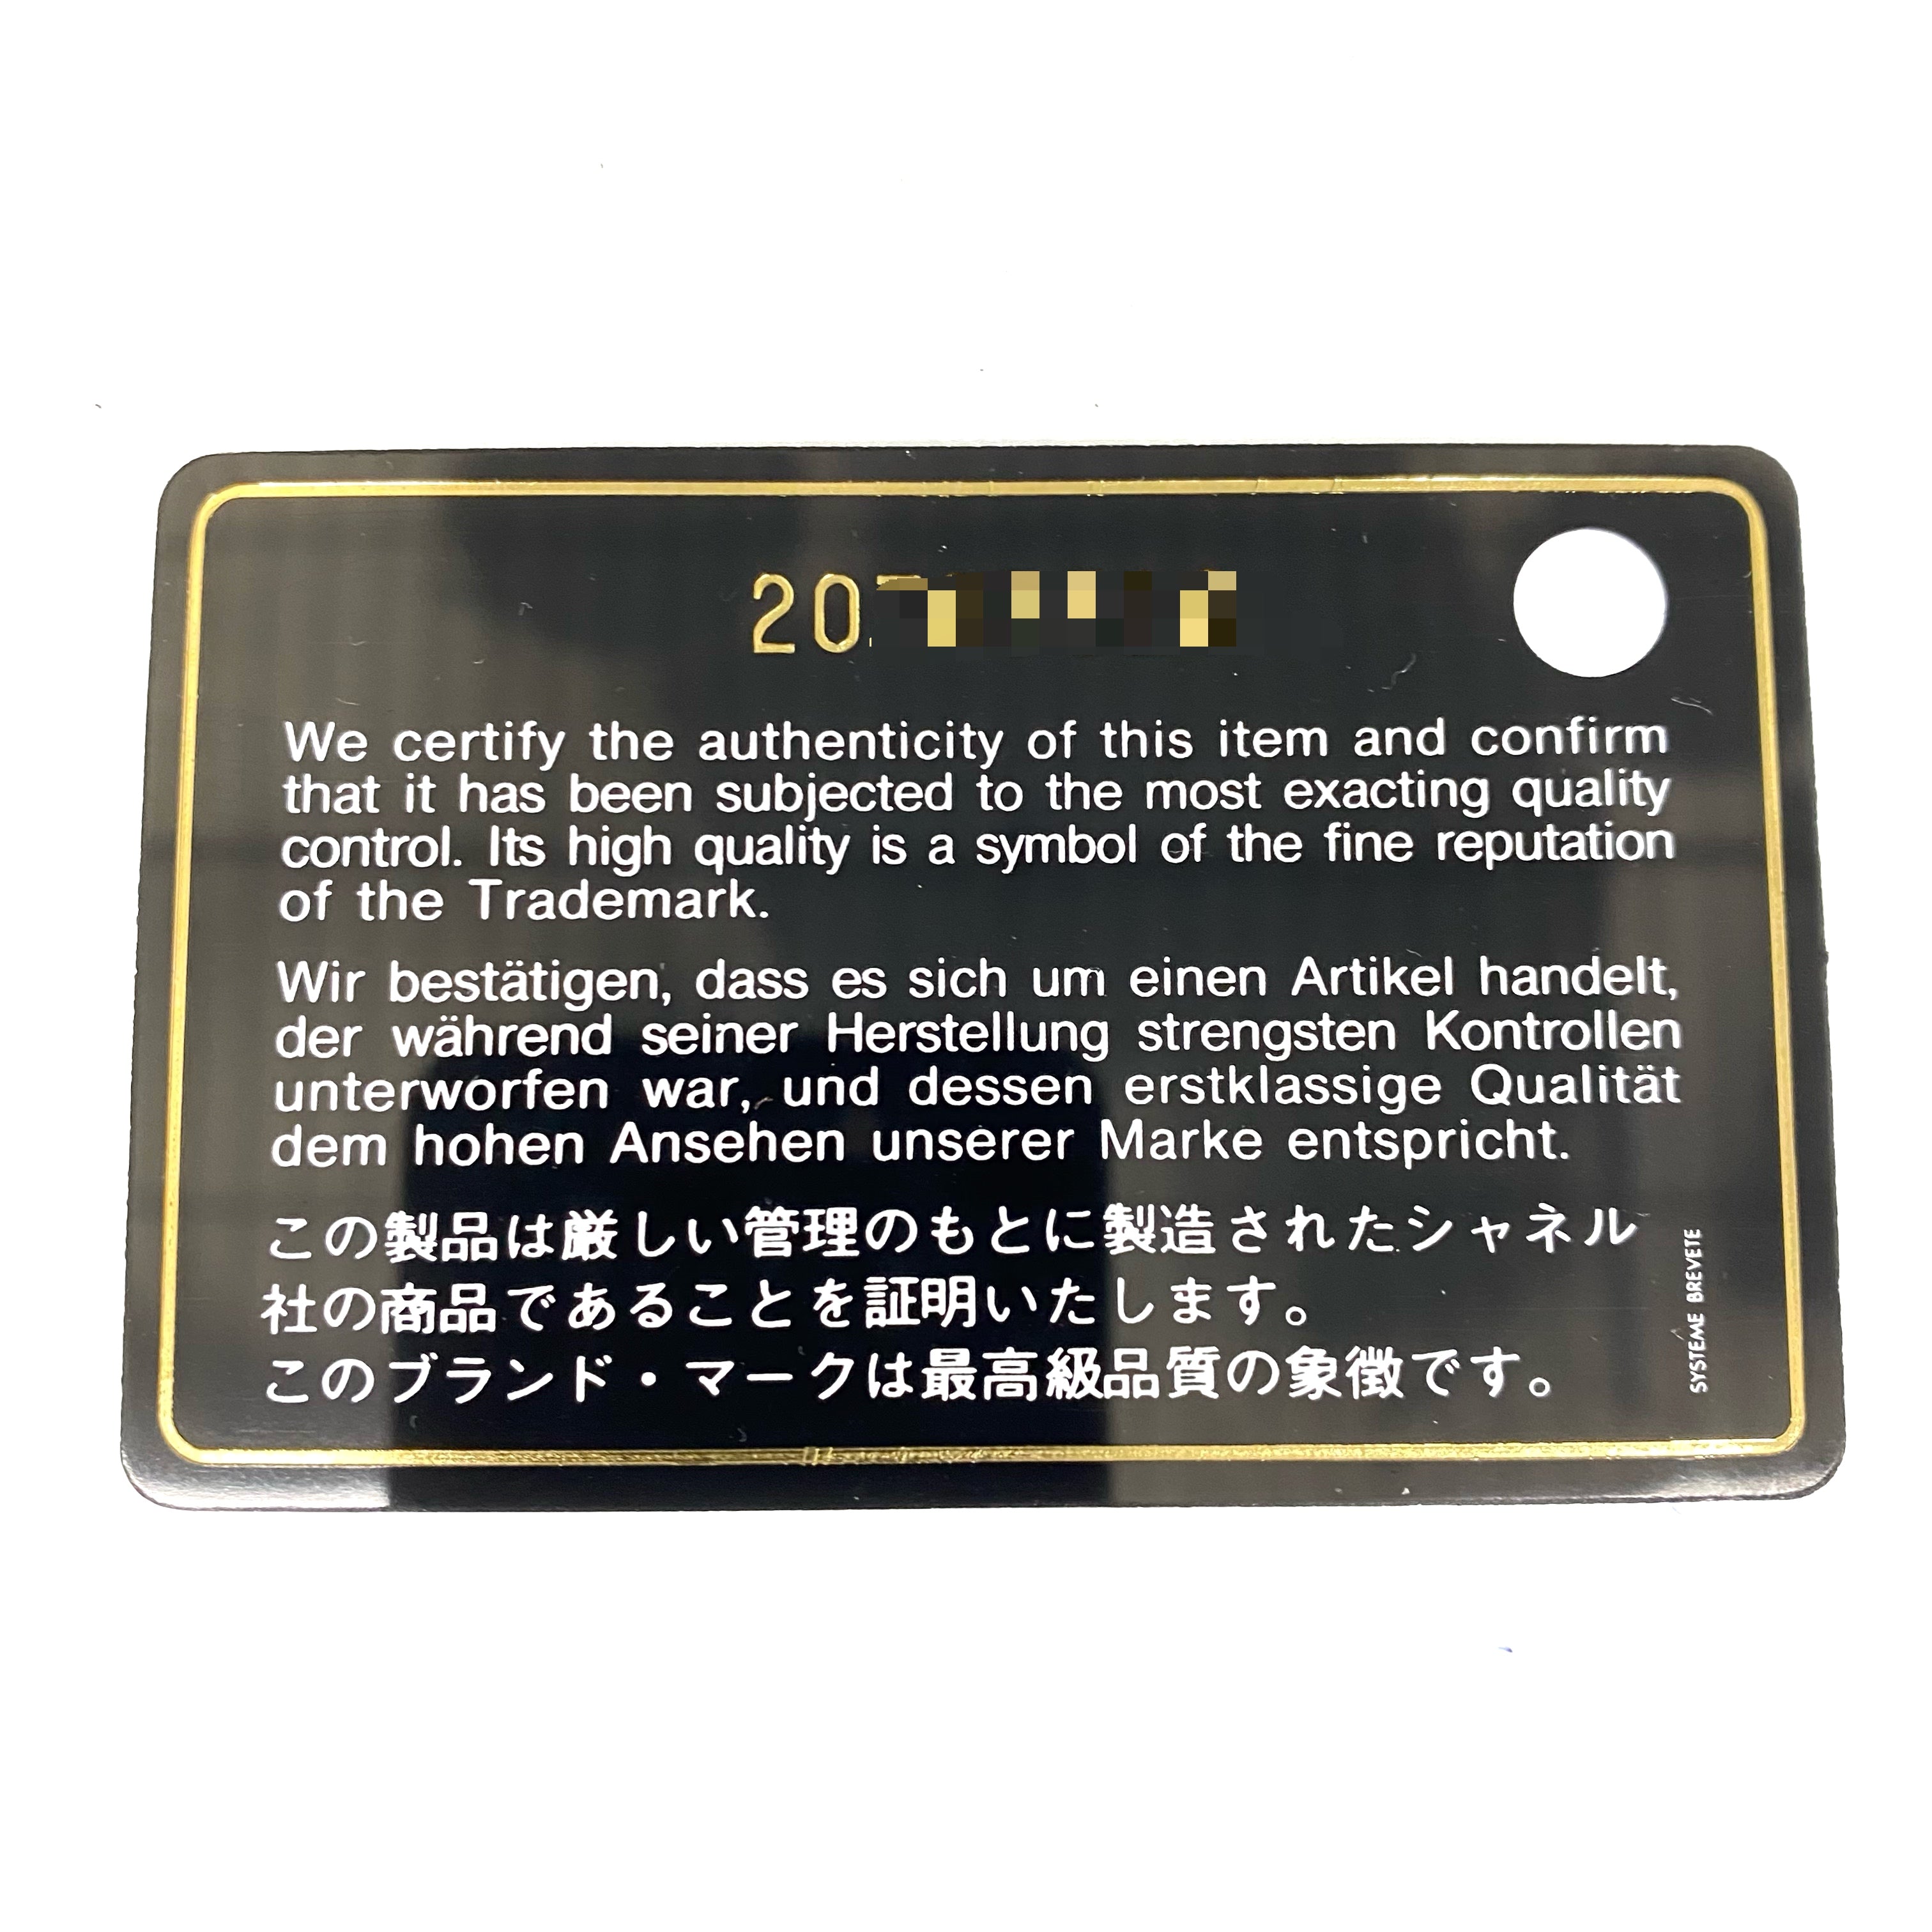 20
We certify the authenticity of this item and confirm
that it has been subjected to the most exacting quality
control. Its high quality is a symbol of the fine reputation
of the Trademark.
Wir bestätigen, dass es sich um einen Artikel handelt,
der während seiner Herstellung strengsten Kontrollen
unterworfen war, und dessen erstklassige Qualität
dem hohen Ansehen unserer Marke entspricht.
この製品は厳しい管理のもとに製造されたシャネル
社の商品であることを証明いたします。
このブランド・マークは最高級品質の象徴です。
SYSTEME BREVETE